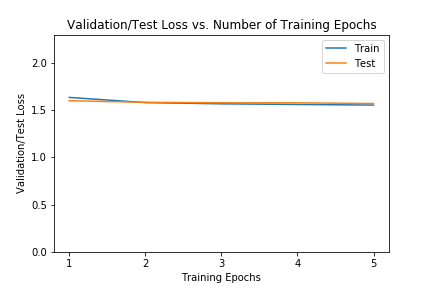 Validation/Test Loss vs. Number of Training Epochs
Train
Test
2.0
1.5
1.0
0.5
0.0
Validation/Test Loss
1 2 3 4 5
Training Epochs